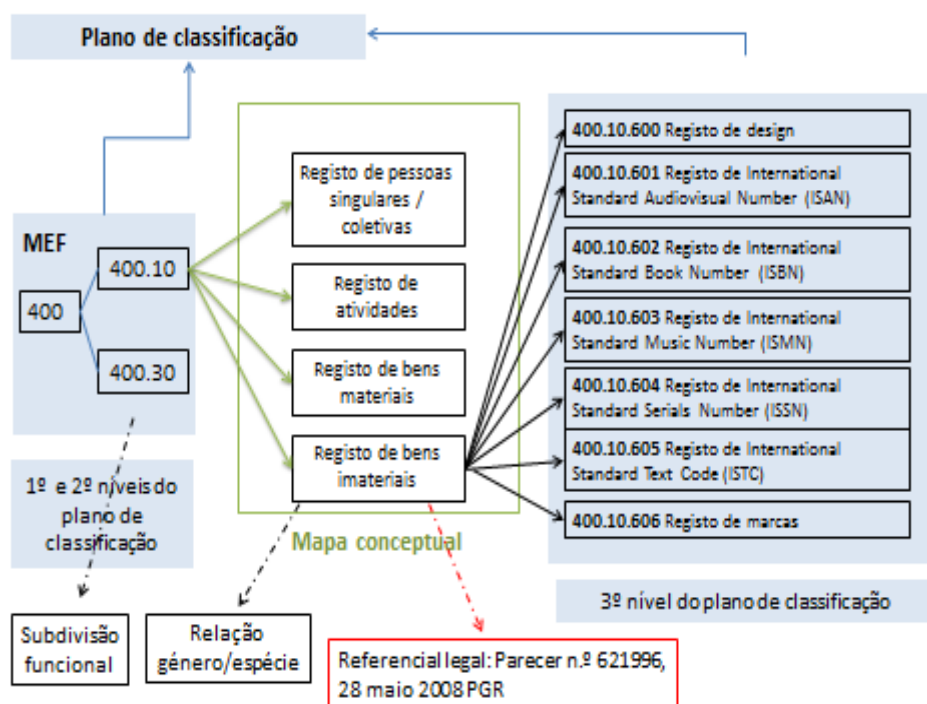 Plano de classificação
MEF
400
400.10
400.30
1º e 2º níveis do
plano de
classificação
Subdivisão
funcional
Registo de pessoas
singulares /
coletivas
Registo de
atividades
Registo de bens
materiais
Registo de bens
imateriais
Mapa conceptual
Relação
género/espécie
Referencial legal: Parecer n.º 621996,
28 maio 2008 PGR
400.10.600 Registo de design
400.10.601 Registo de International
Standard Audiovisual Number (ISAN)
400.10.602 Registo de International
Standard Book Number (ISBN)
400.10.603 Registo de International
Standard Music Number (ISMN)
400.10.604 Registo de International
Standard Serials Number (ISSN)
400.10.605 Registo de International
Standard Text Code (ISTC)
400.10.606 Registo de marcas
3º nível do plano de classificação